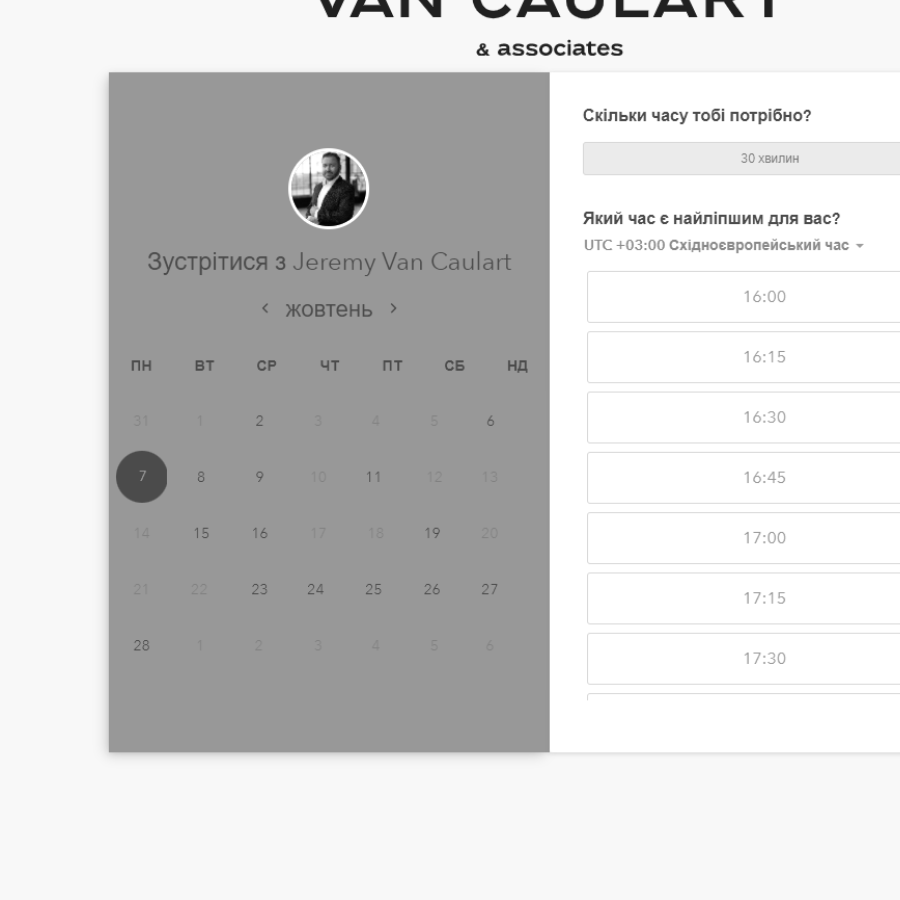 VAN CAULART
& associates
Зустрітися з Jeremy Van Caulart
жовтень
ПН ВТ СР ЧТ ПТ СБ НД
31 1 2 3 4 5 6
7 8 9 10 11 12 13
14 15 16 17 18 19 20
21 22 23 24 25 26 27
28 1 2 3 4 5 6
Скільки часу тобі потрібно?
30 хвилин
Який час є найліпшим для вас?
UTC +03:00 Східноєвропейський час
16:00
16:15
16:30
16:45
17:00
17:15
17:30